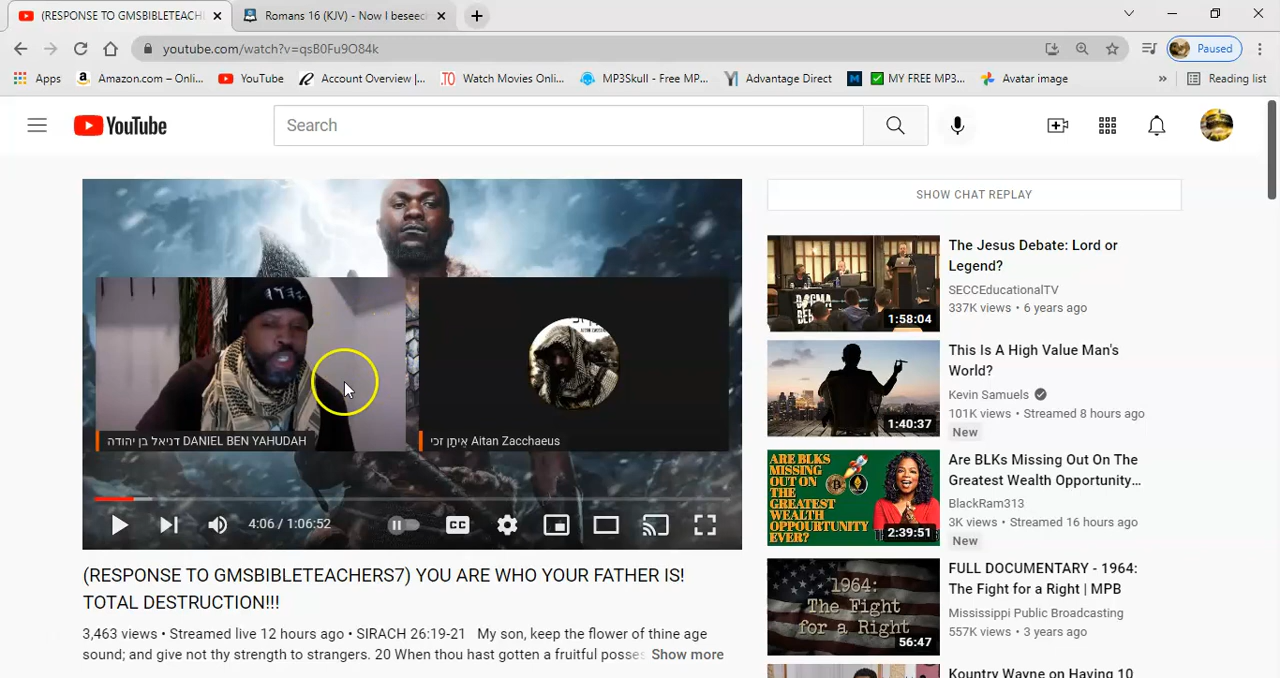 (RESPONSE TO GMSBIBLETEACHE
Romans 16 (KJV) - Now I beseech
youtube.com/watch?v=qsB0Fu9O84k
Paused
Apps
Amazon.com – Onli...
YouTube
Account Overview |...
Watch Movies Onli...
MP3Skull - Free MP...
Advantage Direct
MY FREE MP3...
Avatar image
»
Reading list
YouTube
Search
SHOW CHAT REPLAY
The Jesus Debate: Lord or
Legend?
SECCEducationalTV
337K views • 6 years ago
1:58:04
This Is A High Value Man's
World?
Kevin Samuels
101K views • Streamed 8 hours ago
New
1:40:37
דניאל בן יהודה DANIEL BEN YAHUDAH
איתן זכי Aitan Zacchaeus
4:06 / 1:06:52
CC
ARE BLKS
MISSING
OUT ON
THE
GREATEST
WEALTH
OPPOURTUNITY
EVER?
2:39:51
Are BLKs Missing Out On The
Greatest Wealth Opportunity...
BlackRam313
3K views • Streamed 16 hours ago
New
(RESPONSE TO GMSBIBLETEACHERS7) YOU ARE WHO YOUR FATHER IS!
TOTAL DESTRUCTION!!!
3,463 views • Streamed live 12 hours ago • SIRACH 26:19-21 My son, keep the flower of thine age
sound; and give not thy strength to strangers. 20 When thou hast gotten a fruitful posses Show more
1964:
The Fight
for a Right
56:47
FULL DOCUMENTARY - 1964:
The Fight for a Right | MPB
Mississippi Public Broadcasting
557K views • 3 years ago
Kountry Wayne on Having 10